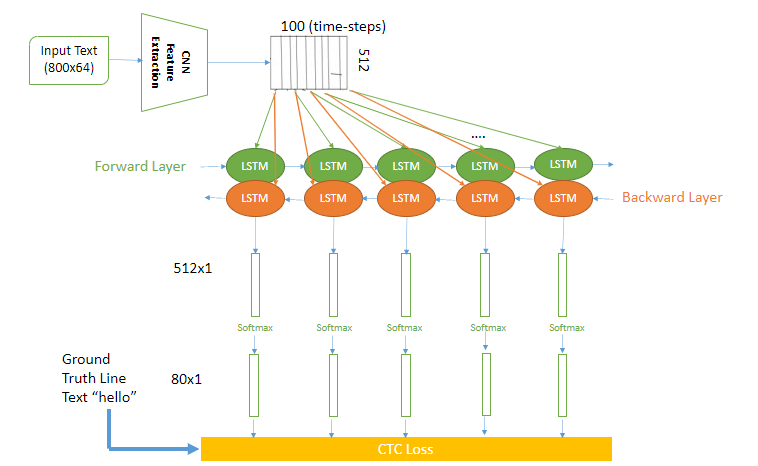 100 (time-steps)
Input Text
(800x64)
CNN
Feature
Extraction
512
....
Forward Layer
LSTM LSTM LSTM LSTM LSTM
LSTM LSTM LSTM LSTM LSTM
Backward Layer
512x1
Softmax Softmax Softmax Softmax Softmax
Ground
Truth Line
Text “hello”
80x1
CTC Loss